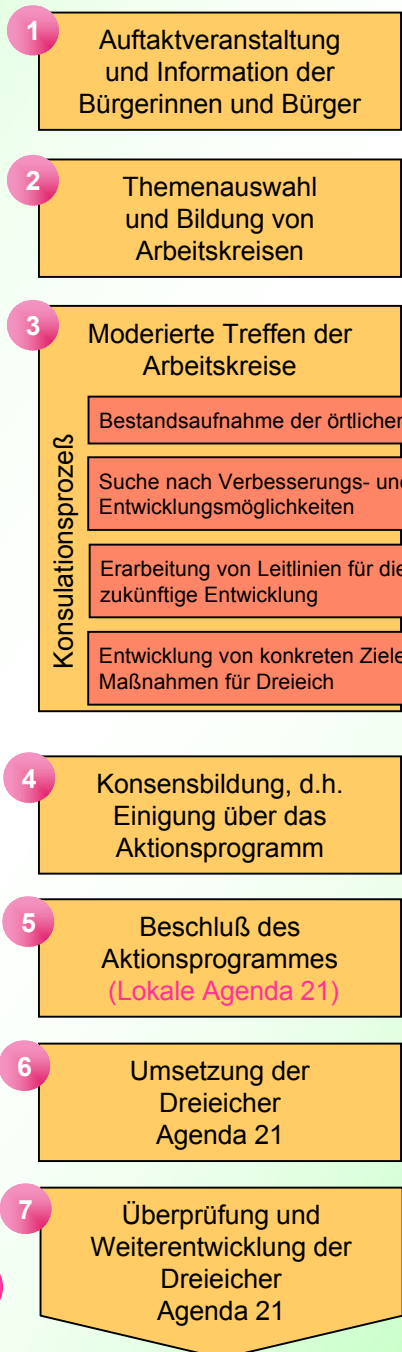 1
Auftaktveranstaltung
und Information der
Bürgerinnen und Bürger
2
Themenauswahl
und Bildung von
Arbeitskreisen
3
Moderierte Treffen der
Arbeitskreise
Konsulationsprozeß
Bestandsaufnahme der örtlichen
Suche nach Verbesserungs- und
Entwicklungsmöglichkeiten
Erarbeitung von Leitlinien für die
zukünftige Entwicklung
Entwicklung von konkreten Ziele
Maßnahmen für Dreieich
4
Konsensbildung, d.h.
Einigung über das
Aktionsprogramm
5
Beschluß des
Aktionsprogrammes
(Lokale Agenda 21)
6
Umsetzung der
Dreieicher
Agenda 21
7
Überprüfung und
Weiterentwicklung der
Dreieicher
Agenda 21